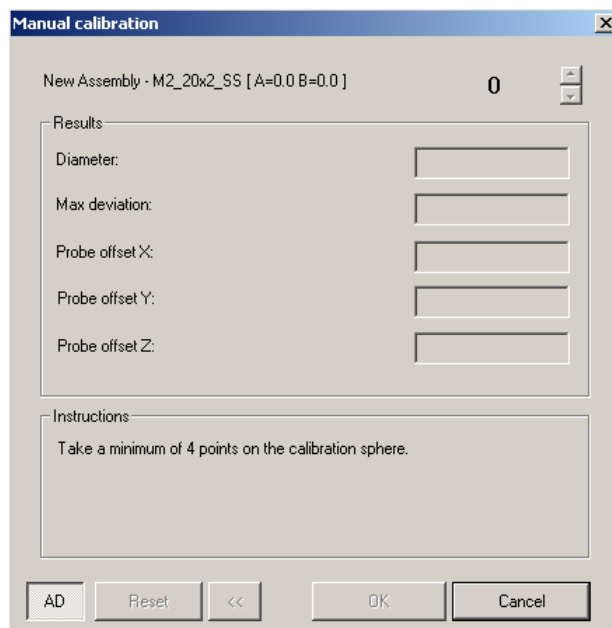 Manual calibration
New Assembly - M2_20x2_SS [ A=0.0 B=0.0 ] 0
Results
Diameter:
Max deviation:
Probe offset X:
Probe offset Y:
Probe offset Z:
Instructions
Take a minimum of 4 points on the calibration sphere.
AD Reset << OK Cancel